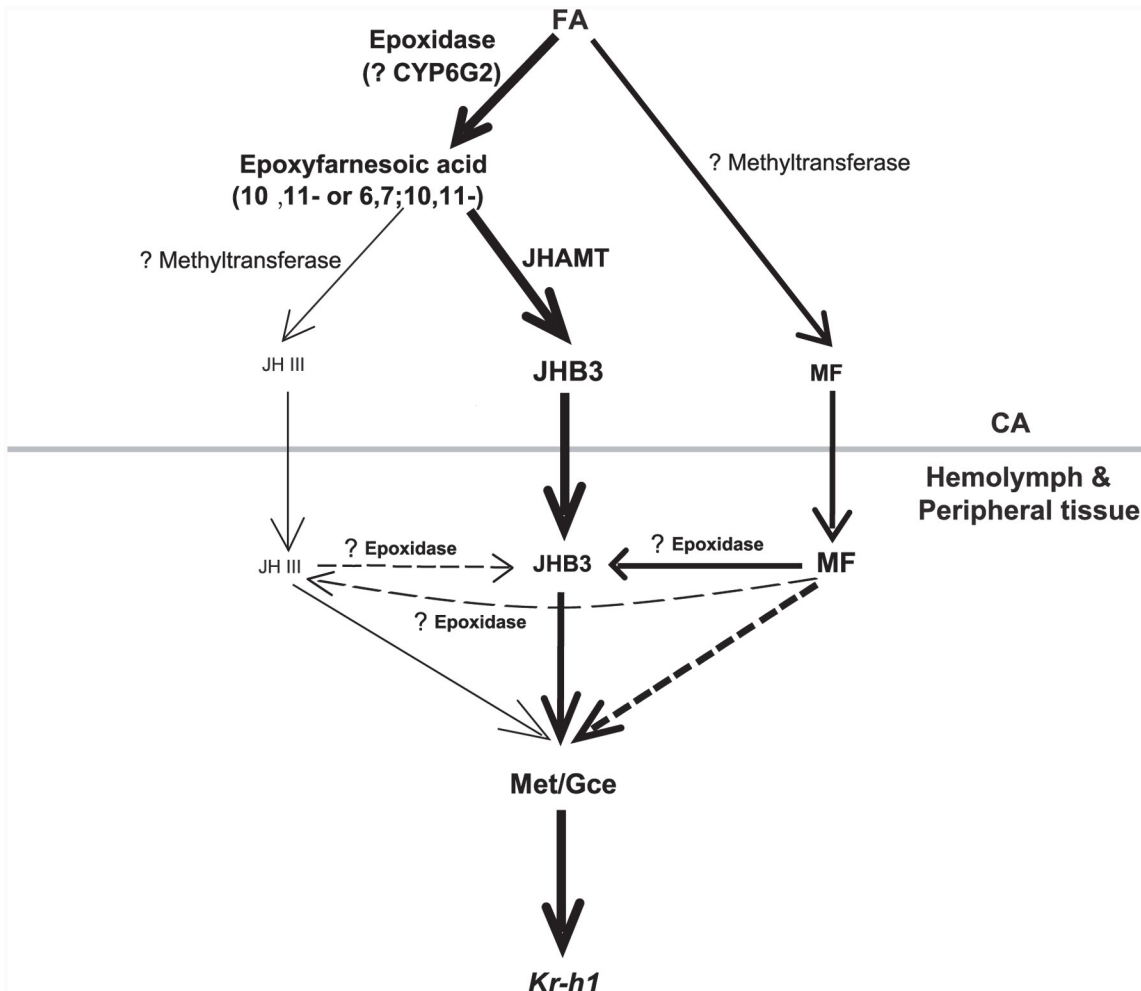 FA
Epoxidase
(? CYP6G2)
? Methyltransferase
Epoxyfarnesoic acid
(10 ,11- or 6,7;10,11-)
? Methyltransferase
JHAMT
JH III
JHB3
MF
CA
Hemolymph &
Peripheral tissue
? Epoxidase
? Epoxidase
JH III
JHB3
MF
? Epoxidase
Met/Gce
Kr-h1